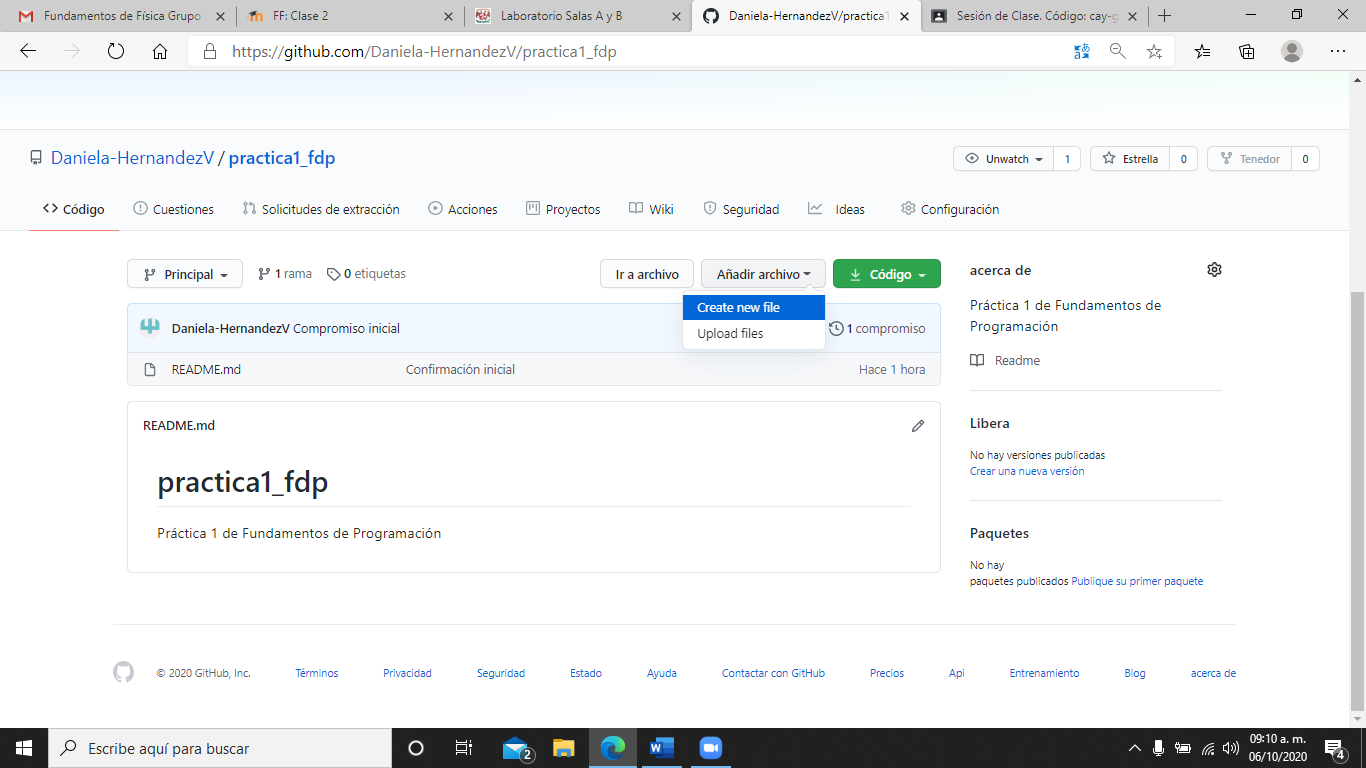 Fundamentos de Física Grupo
FF: Clase 2
Laboratorio Salas A y B
Daniela-HernandezV/practica1
Sesión de Clase. Código: cay-g
https://github.com/Daniela-HernandezV/practica1_fdp
Daniela-HernandezV / practica1_fdp
Unwatch 1
Estrella 0
Tenedor 0
Código
Cuestiones
Solicitudes de extracción
Acciones
Proyectos
Wiki
Seguridad
Ideas
Configuración
Principal
1 rama
0 etiquetas
Ir a archivo
Añadir archivo
Código
Create new file
Upload files
Daniela-HernandezV Compromiso inicial
1 compromiso
README.md
Confirmación inicial
Hace 1 hora
README.md
practica1_fdp
Práctica 1 de Fundamentos de Programación
acerca de
Práctica 1 de Fundamentos de
Programación
Readme
Libera
No hay versiones publicadas
Crear una nueva versión
Paquetes
No hay
paquetes publicados Publique su primer paquete
© 2020 GitHub, Inc.
Términos
Privacidad
Seguridad
Estado
Ayuda
Contactar con GitHub
Precios
Api
Entrenamiento
Blog
acerca de
Escribe aquí para buscar
2
09:10 a. m.
06/10/2020
4